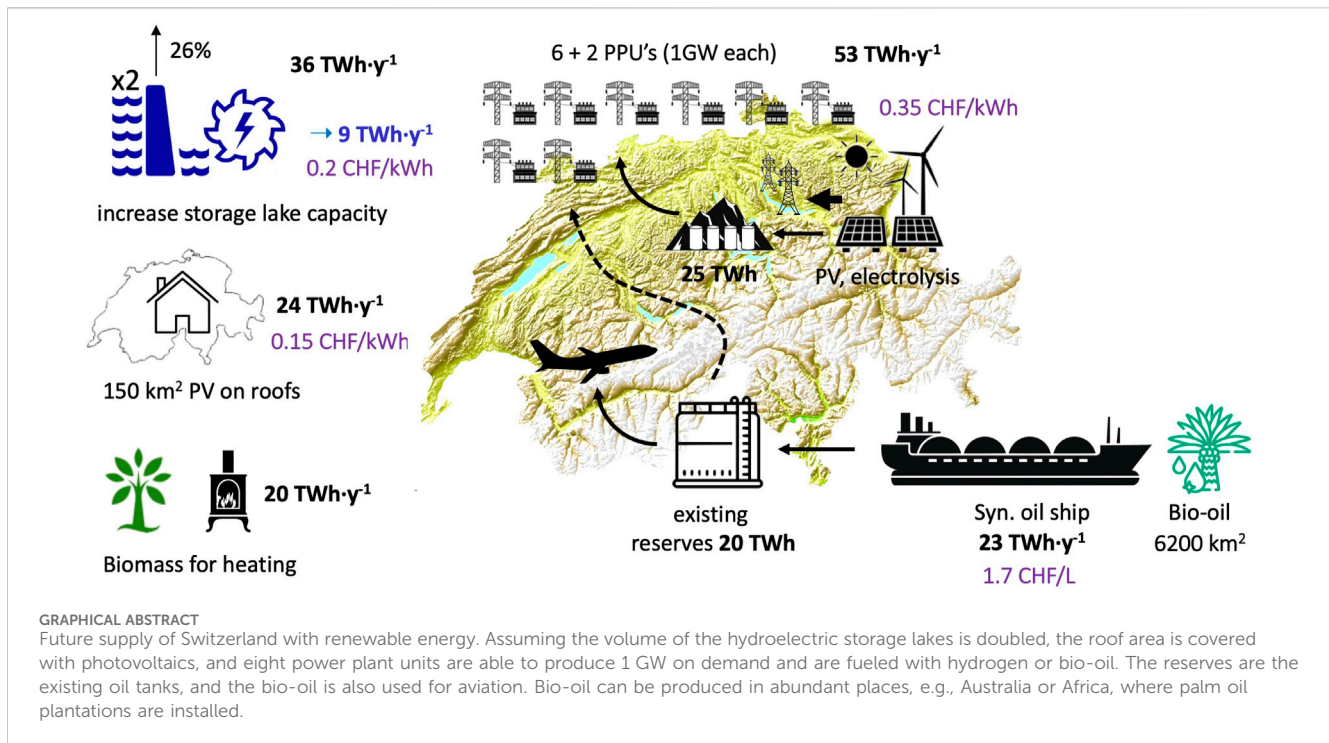 26%
x2
36 TWh·y⁻¹
→ 9 TWh·y⁻¹
0.2 CHF/kWh
increase storage lake capacity
24 TWh·y⁻¹
0.15 CHF/kWh
150 km² PV on roofs
20 TWh·y⁻¹
Biomass for heating
6 + 2 PPU's (1GW each)
53 TWh·y⁻¹
0.35 CHF/kWh
25 TWh
PV, electrolysis
existing
reserves 20 TWh
Syn. oil ship
23 TWh·y⁻¹
1.7 CHF/L
Bio-oil
6200 km²
GRAPHICAL ABSTRACT
Future supply of Switzerland with renewable energy. Assuming the volume of the hydroelectric storage lakes is doubled, the roof area is covered
with photovoltaics, and eight power plant units are able to produce 1 GW on demand and are fueled with hydrogen or bio-oil. The reserves are the
existing oil tanks, and the bio-oil is also used for aviation. Bio-oil can be produced in abundant places, e.g., Australia or Africa, where palm oil
plantations are installed.